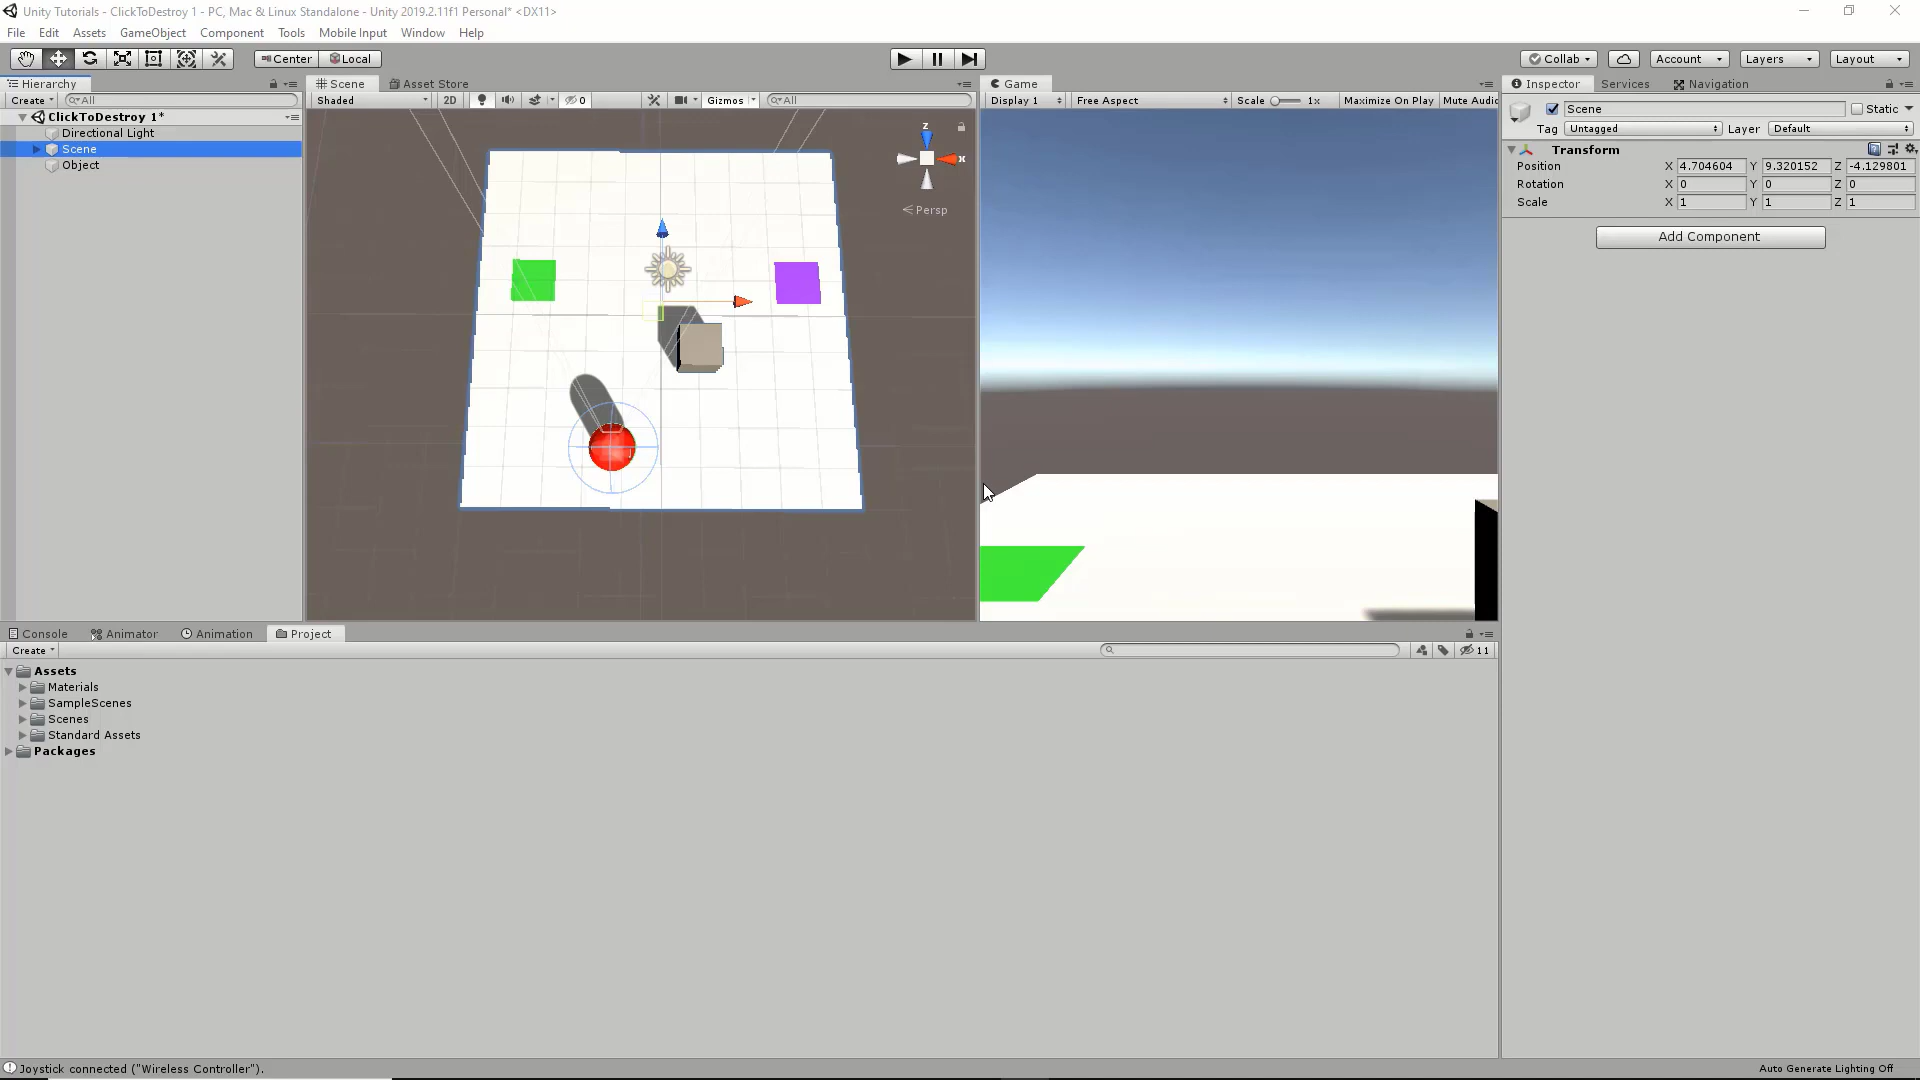 Unity Tutorials - ClickToDestroy 1 - PC, Mac & Linux Standalone - Unity 2019.2.11f1 Personal* <DX11>
File Edit Assets GameObject Component Tools Mobile Input Window Help
Center Local Collab Account Layers Layout
Hierarchy Scene Asset Store Game Inspector Services Navigation
Create All Shaded 2D 0 Gizmos All Display 1 Free Aspect Scale 1x Maximize On Play Mute Audio
Scene Static
ClickToDestroy 1*
Directional Light
Scene
Object
Tag Untagged Layer Default
Transform
Position X 4.704604 Y 9.320152 Z -4.129801
Rotation X 0 Y 0 Z 0
Scale X 1 Y 1 Z 1
Add Component
z
x
Persp
Console Animator Animation Project
Create 11
Assets
Materials
SampleScenes
Scenes
Standard Assets
Packages
Joystick connected ("Wireless Controller").
Auto Generate Lighting Off